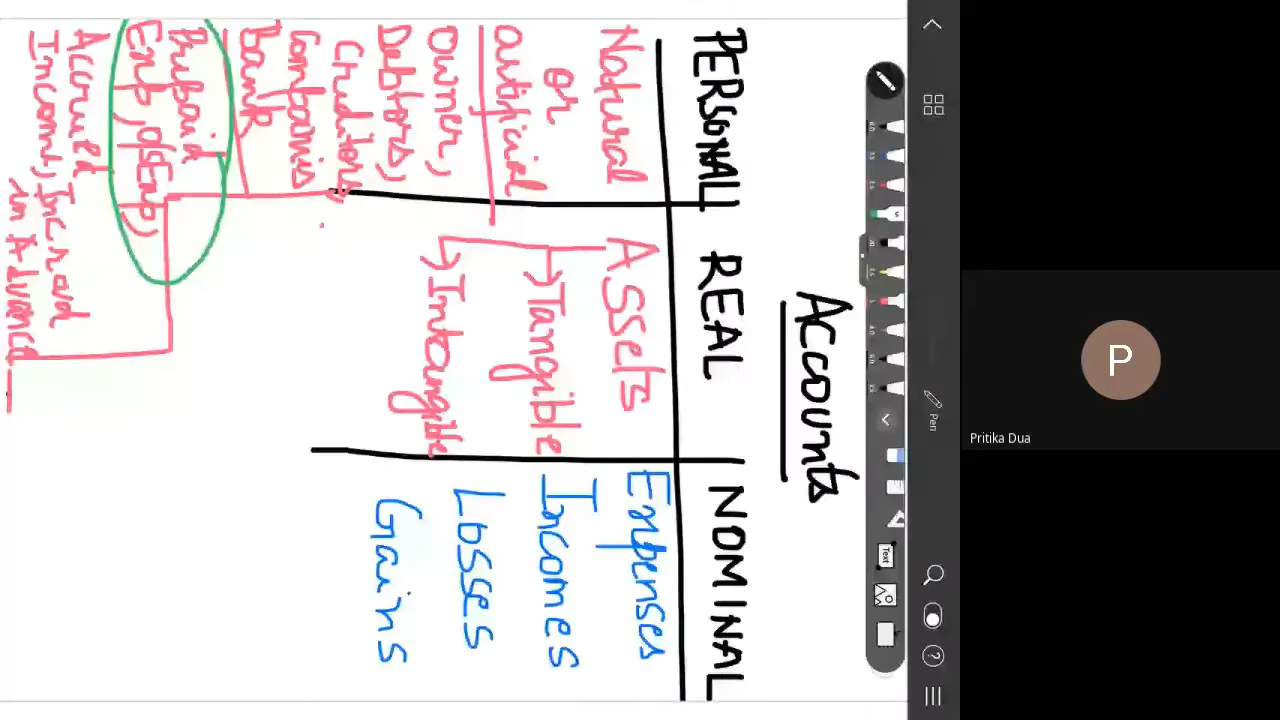 Accounts
PERSONAL REAL NOMINAL
Natural
or
artificial
Owner,
Debtors,
Creditors,
Companies
Bank
Prepaid
Exp, O/S Exp,
Accrued
Income, Inc recd
in Advance
Assets
Tangible
Intangible
Expenses
Incomes
Losses
Gains
Pen
Text
P
Pritika Dua